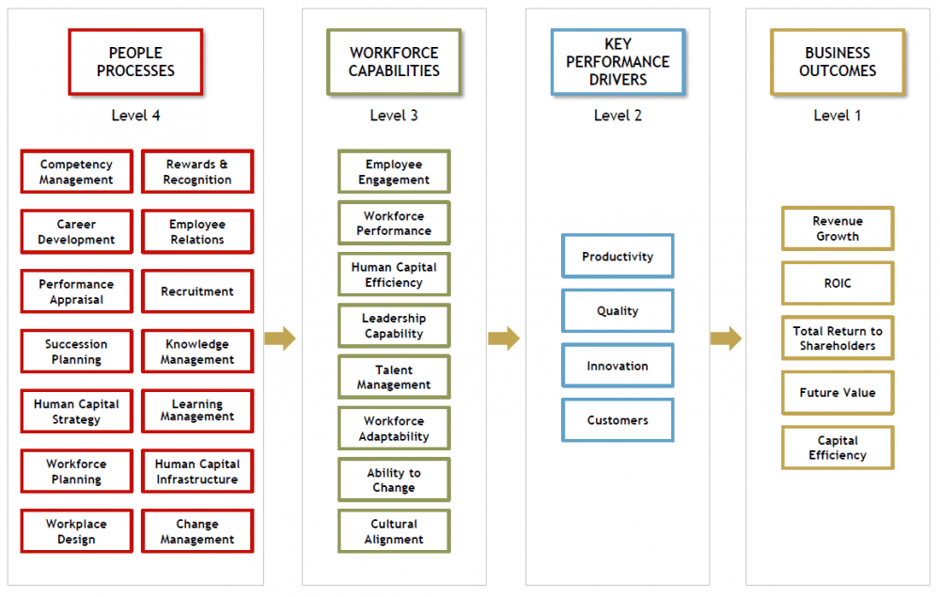 PEOPLE
PROCESSES
Level 4
Competency
Management
Rewards &
Recognition
Career
Development
Employee
Relations
Performance
Appraisal
Recruitment
Succession
Planning
Knowledge
Management
Human Capital
Strategy
Learning
Management
Workforce
Planning
Human Capital
Infrastructure
Workplace
Design
Change
Management
WORKFORCE
CAPABILITIES
Level 3
Employee
Engagement
Workforce
Performance
Human Capital
Efficiency
Leadership
Capability
Talent
Management
Workforce
Adaptability
Ability to
Change
Cultural
Alignment
KEY
PERFORMANCE
DRIVERS
Level 2
Productivity
Quality
Innovation
Customers
BUSINESS
OUTCOMES
Level 1
Revenue
Growth
ROIC
Total Return to
Shareholders
Future Value
Capital
Efficiency